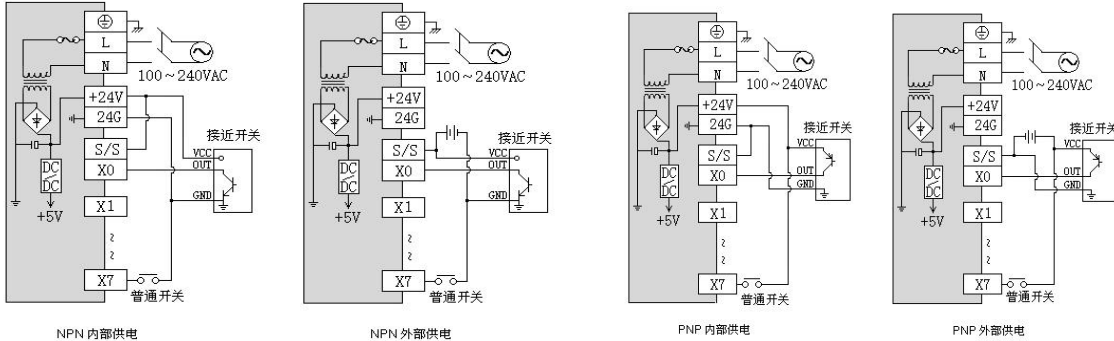 L
N
100～240VAC
+24V
24G
接近开关
S/S
VCC
X0
OUT
DC
DC
GND
+5V
X1
~
~
X7
普通开关
NPN 内部供电
L
N
100～240VAC
+24V
24G
接近开关
S/S
VCC
X0
OUT
DC
DC
GND
+5V
X1
~
~
X7
普通开关
NPN 外部供电
L
N
100～240VAC
+24V
24G
接近开关
VCC
S/S
X0
OUT
DC
DC
GND
+5V
X1
~
~
X7
普通开关
PNP 内部供电
L
N
100～240VAC
+24V
24G
接近开关
VCC
S/S
X0
OUT
DC
DC
GND
+5V
X1
~
~
X7
普通开关
PNP 外部供电